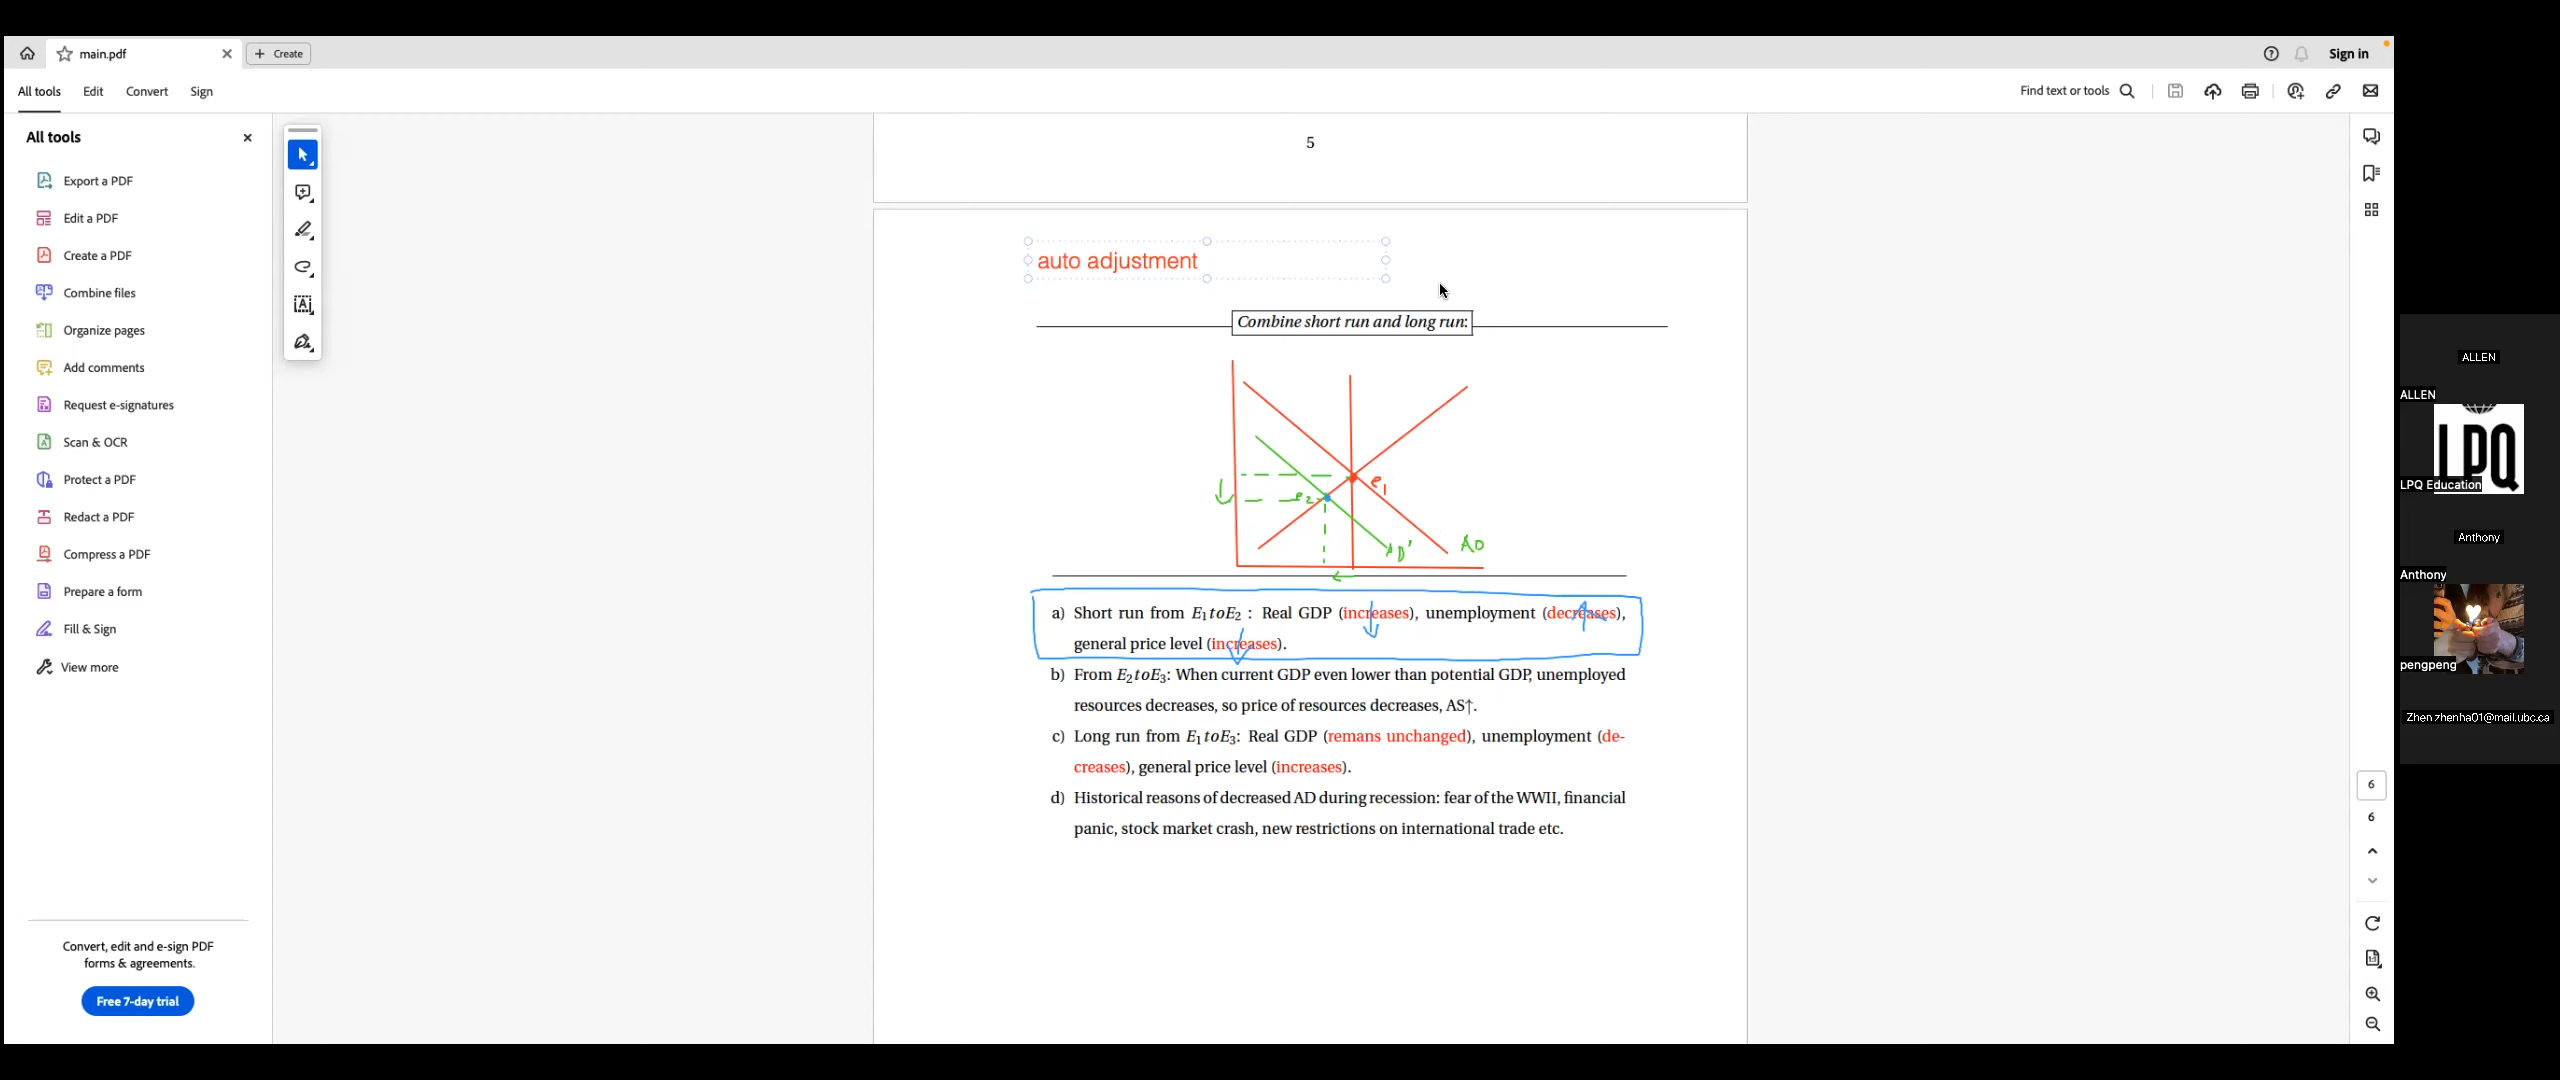 main.pdf
Create
Sign in
All tools
Edit
Convert
Sign
Find text or tools
All tools
Export a PDF
Edit a PDF
Create a PDF
Combine files
Organize pages
Add comments
Request e-signatures
Scan & OCR
Protect a PDF
Redact a PDF
Compress a PDF
Prepare a form
Fill & Sign
View more
Convert, edit and e-sign PDF
forms & agreements.
Free 7-day trial
5
auto adjustment
Combine short run and long run:
e1
e2
AD'
AD
a) Short run from E1toE2 : Real GDP (increases), unemployment (decreases),
general price level (increases).
b) From E2toE3: When current GDP even lower than potential GDP, unemployed
resources decreases, so price of resources decreases, AS↑.
c) Long run from E1toE3: Real GDP (remans unchanged), unemployment (de-
creases), general price level (increases).
d) Historical reasons of decreased AD during recession: fear of the WWII, financial
panic, stock market crash, new restrictions on international trade etc.
6
6
ALLEN
ALLEN
LPQ
LPQ Education
Anthony
Anthony
pengpeng
Zhen zhenha01@mail.ubc.ca